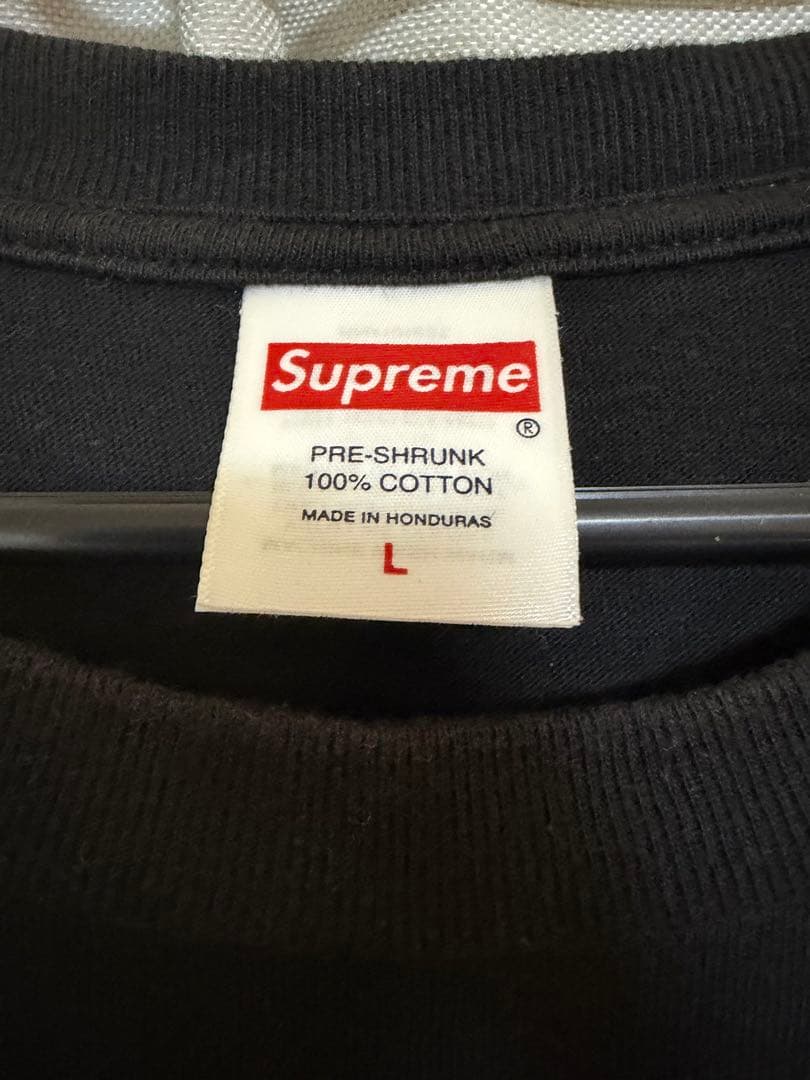 Supreme
®
PRE-SHRUNK
100% COTTON
MADE IN HONDURAS
L